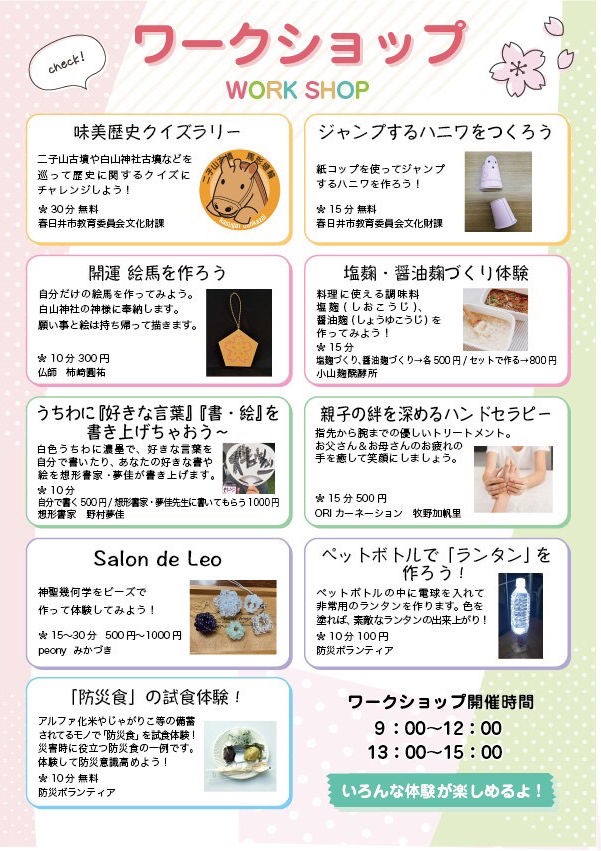 check!
ワークショップ
WORK SHOP
味美歴史クイズラリー
二子山古墳や白山神社古墳などを
巡って歴史に関するクイズに
チャレンジしよう！
＊30分 無料
春日井市教育委員会文化財課
二子山古墳 馬形埴輪
ジャンプするハニワをつくろう
紙コップを使ってジャンプ
するハニワを作ろう！
＊15分 無料
春日井市教育委員会文化財課
開運 絵馬を作ろう
自分だけの絵馬を作ってみよう。
白山神社の神様に奉納します。
願い事と絵は持ち帰って描きます。
＊10分 300円
仏師 柿﨑圓祐
塩麹・醤油麹づくり体験
料理に使える調味料
塩麹（しおこうじ）、
醤油麹（しょうゆこうじ）を
作ってみよう！
＊15分
塩麹づくり、醤油麹づくり→各500円/セットで作る→800円
小山麹醗酵所
うちわに『好きな言葉』『書・絵』を
書き上げちゃおう～
白色うちわに濃墨で、好きな言葉を
自分で書いたり、あなたの好きな書や
絵を想形書家・夢佳が書き上げます。
＊10分
自分で書く500円/想形書家・夢佳先生に書いてもらう1000円
想形書家 野村夢佳
親子の絆を深めるハンドセラピー
指先から腕までの優しいトリートメント。
お父さん&お母さんのお疲れの
手を癒して笑顔にしましょう。
＊15分 500円
ORIカーネーション 牧野加帆里
Salon de Leo
神聖幾何学をビーズで
作って体験してみよう！
＊15～30分 500円～1000円
peony みかづき
ペットボトルで「ランタン」を
作ろう！
ペットボトルの中に電球を入れて
非常用のランタンを作ります。色を
塗れば、素敵なランタンの出来上がり！
＊10分 100円
防災ボランティア
「防災食」の試食体験！
アルファ化米やじゃがりこ等の備蓄
されてるモノで「防災食」を試食体験！
災害時に役立つ防災食の一例です。
体験して防災意識高めよう！
＊10分 無料
防災ボランティア
ワークショップ開催時間
9：00～12：00
13：00～15：00
いろんな体験が楽しめるよ！